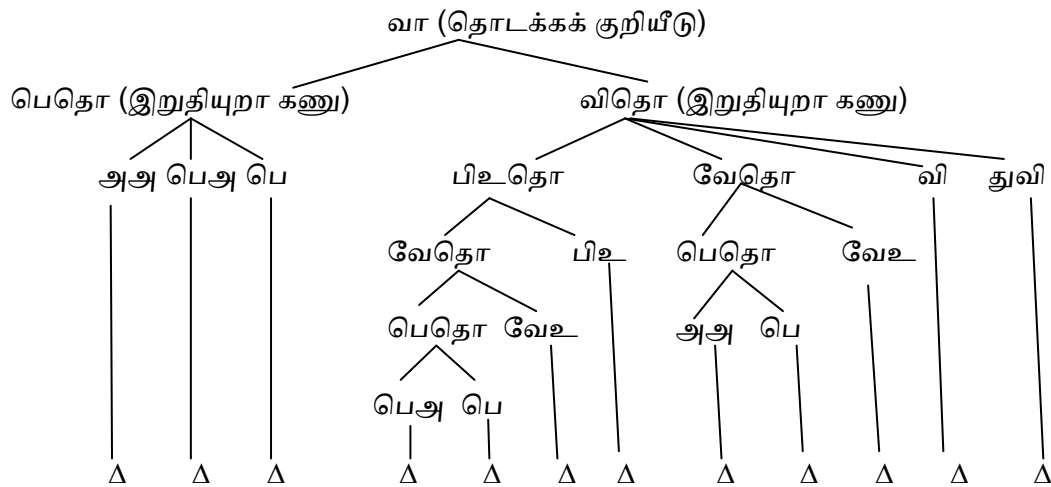 வா (தொடக்கக் குறியீடு)
பெதொ (இறுதியுறா கணு) விதொ (இறுதியுறா கணு)
அஅ பெஅ பெ பிஉதொ வேதொ வி துவி
வேதொ பிஉ பெதொ வேஉ
பெதொ வேஉ அஅ பெ
பெஅ பெ
Δ Δ Δ Δ Δ Δ Δ Δ Δ Δ Δ Δ